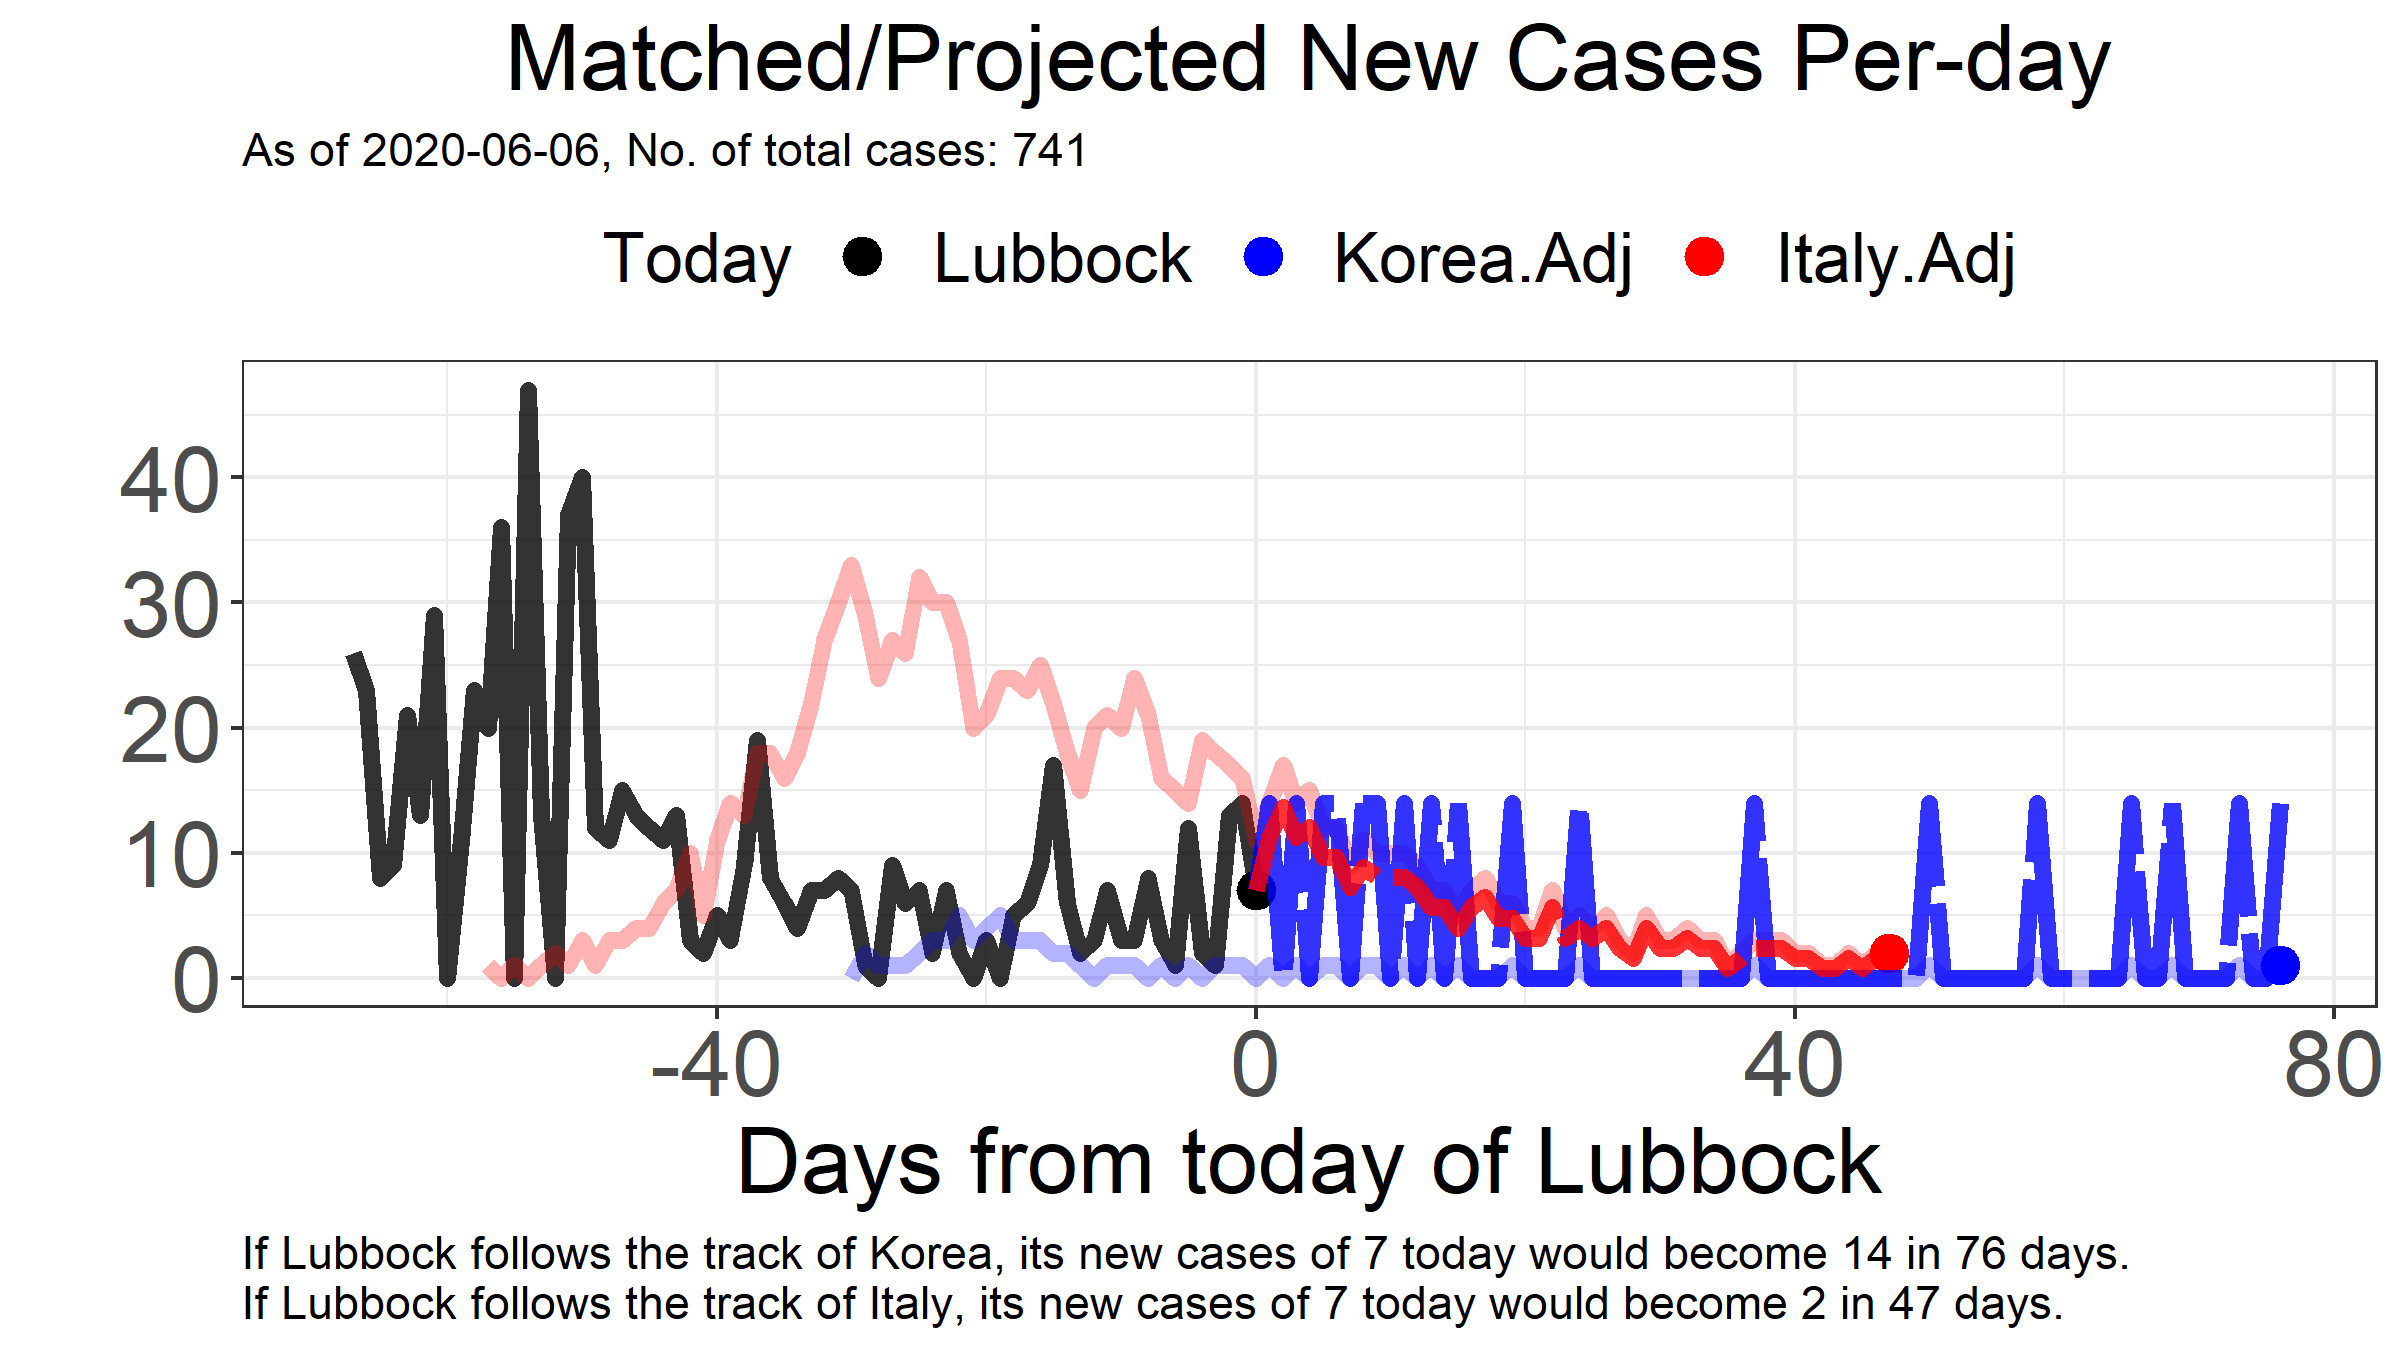 Matched/Projected New Cases Per-day
As of 2020-06-06, No. of total cases: 741
Today Lubbock Korea.Adj Italy.Adj
40
30
20
10
0
-40 0 40 80
Days from today of Lubbock
If Lubbock follows the track of Korea, its new cases of 7 today would become 14 in 76 days.
If Lubbock follows the track of Italy, its new cases of 7 today would become 2 in 47 days.